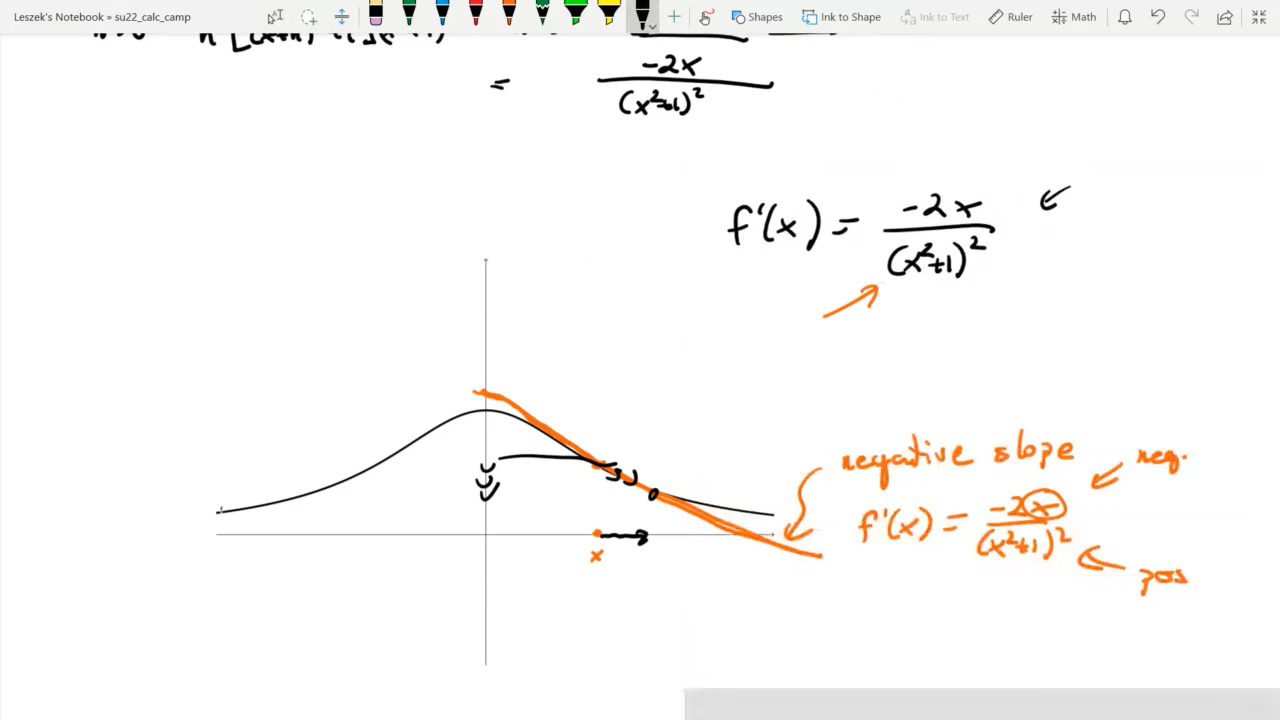 Leszek's Notebook » su22_calc_camp
Shapes Ink to Shape Ink to Text Ruler Math
-2x
= (x²+1)²
f'(x) = -2x
(x²+1)²
negative slope neg.
f'(x) = -2x
(x²+1)²
pos
x